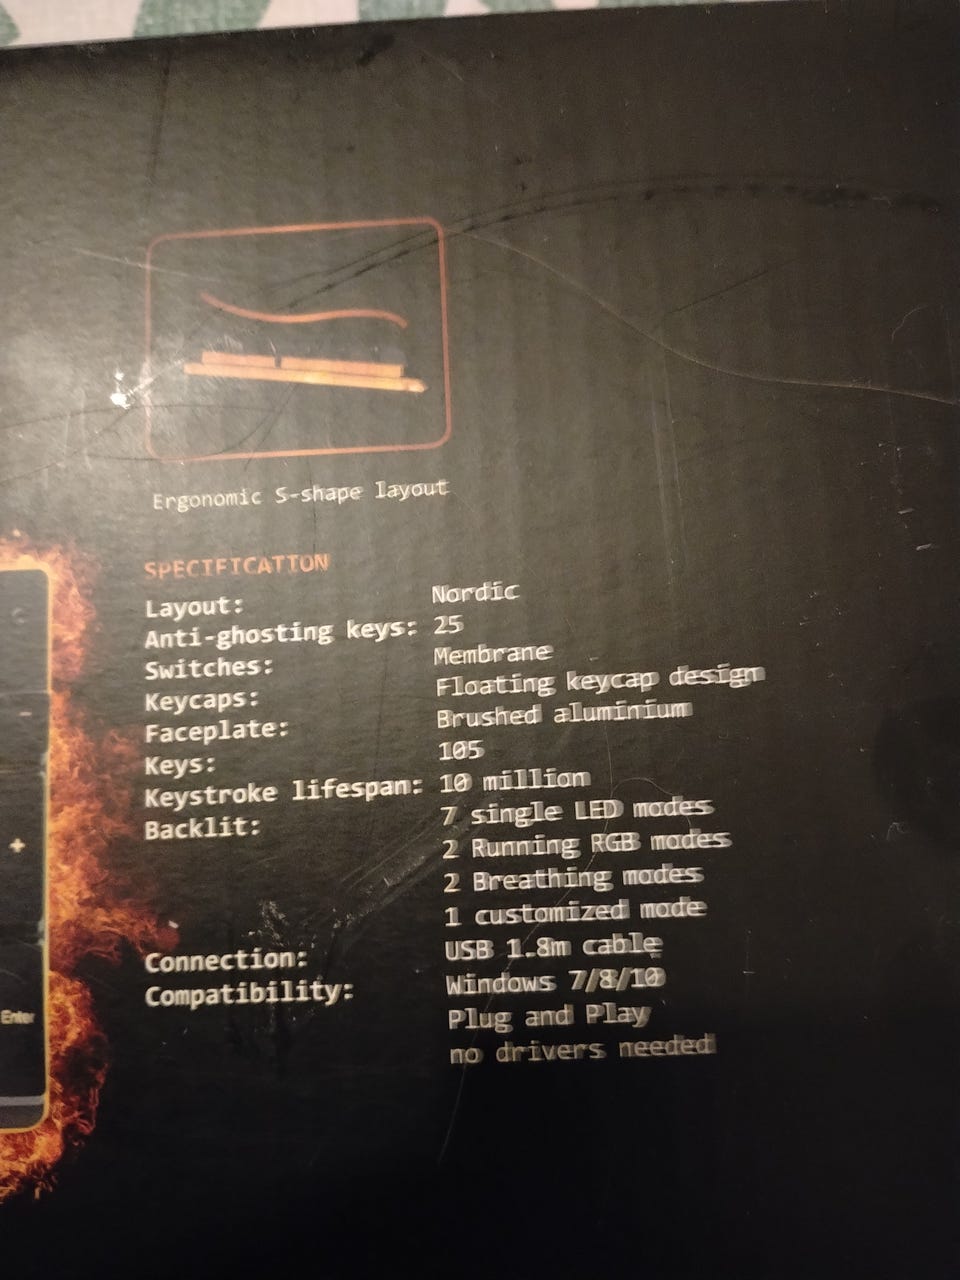 Ergonomic S-shape layout
SPECIFICATION
Layout: Nordic
Anti-ghosting keys: 25
Switches: Membrane
Keycaps: Floating keycap design
Faceplate: Brushed aluminium
Keys: 105
Keystroke lifespan: 10 million
Backlit: 7 single LED modes
2 Running RGB modes
2 Breathing modes
1 customized mode
Connection: USB 1.8m cable
Compatibility: Windows 7/8/10
Plug and Play
no drivers needed
-
+
Enter